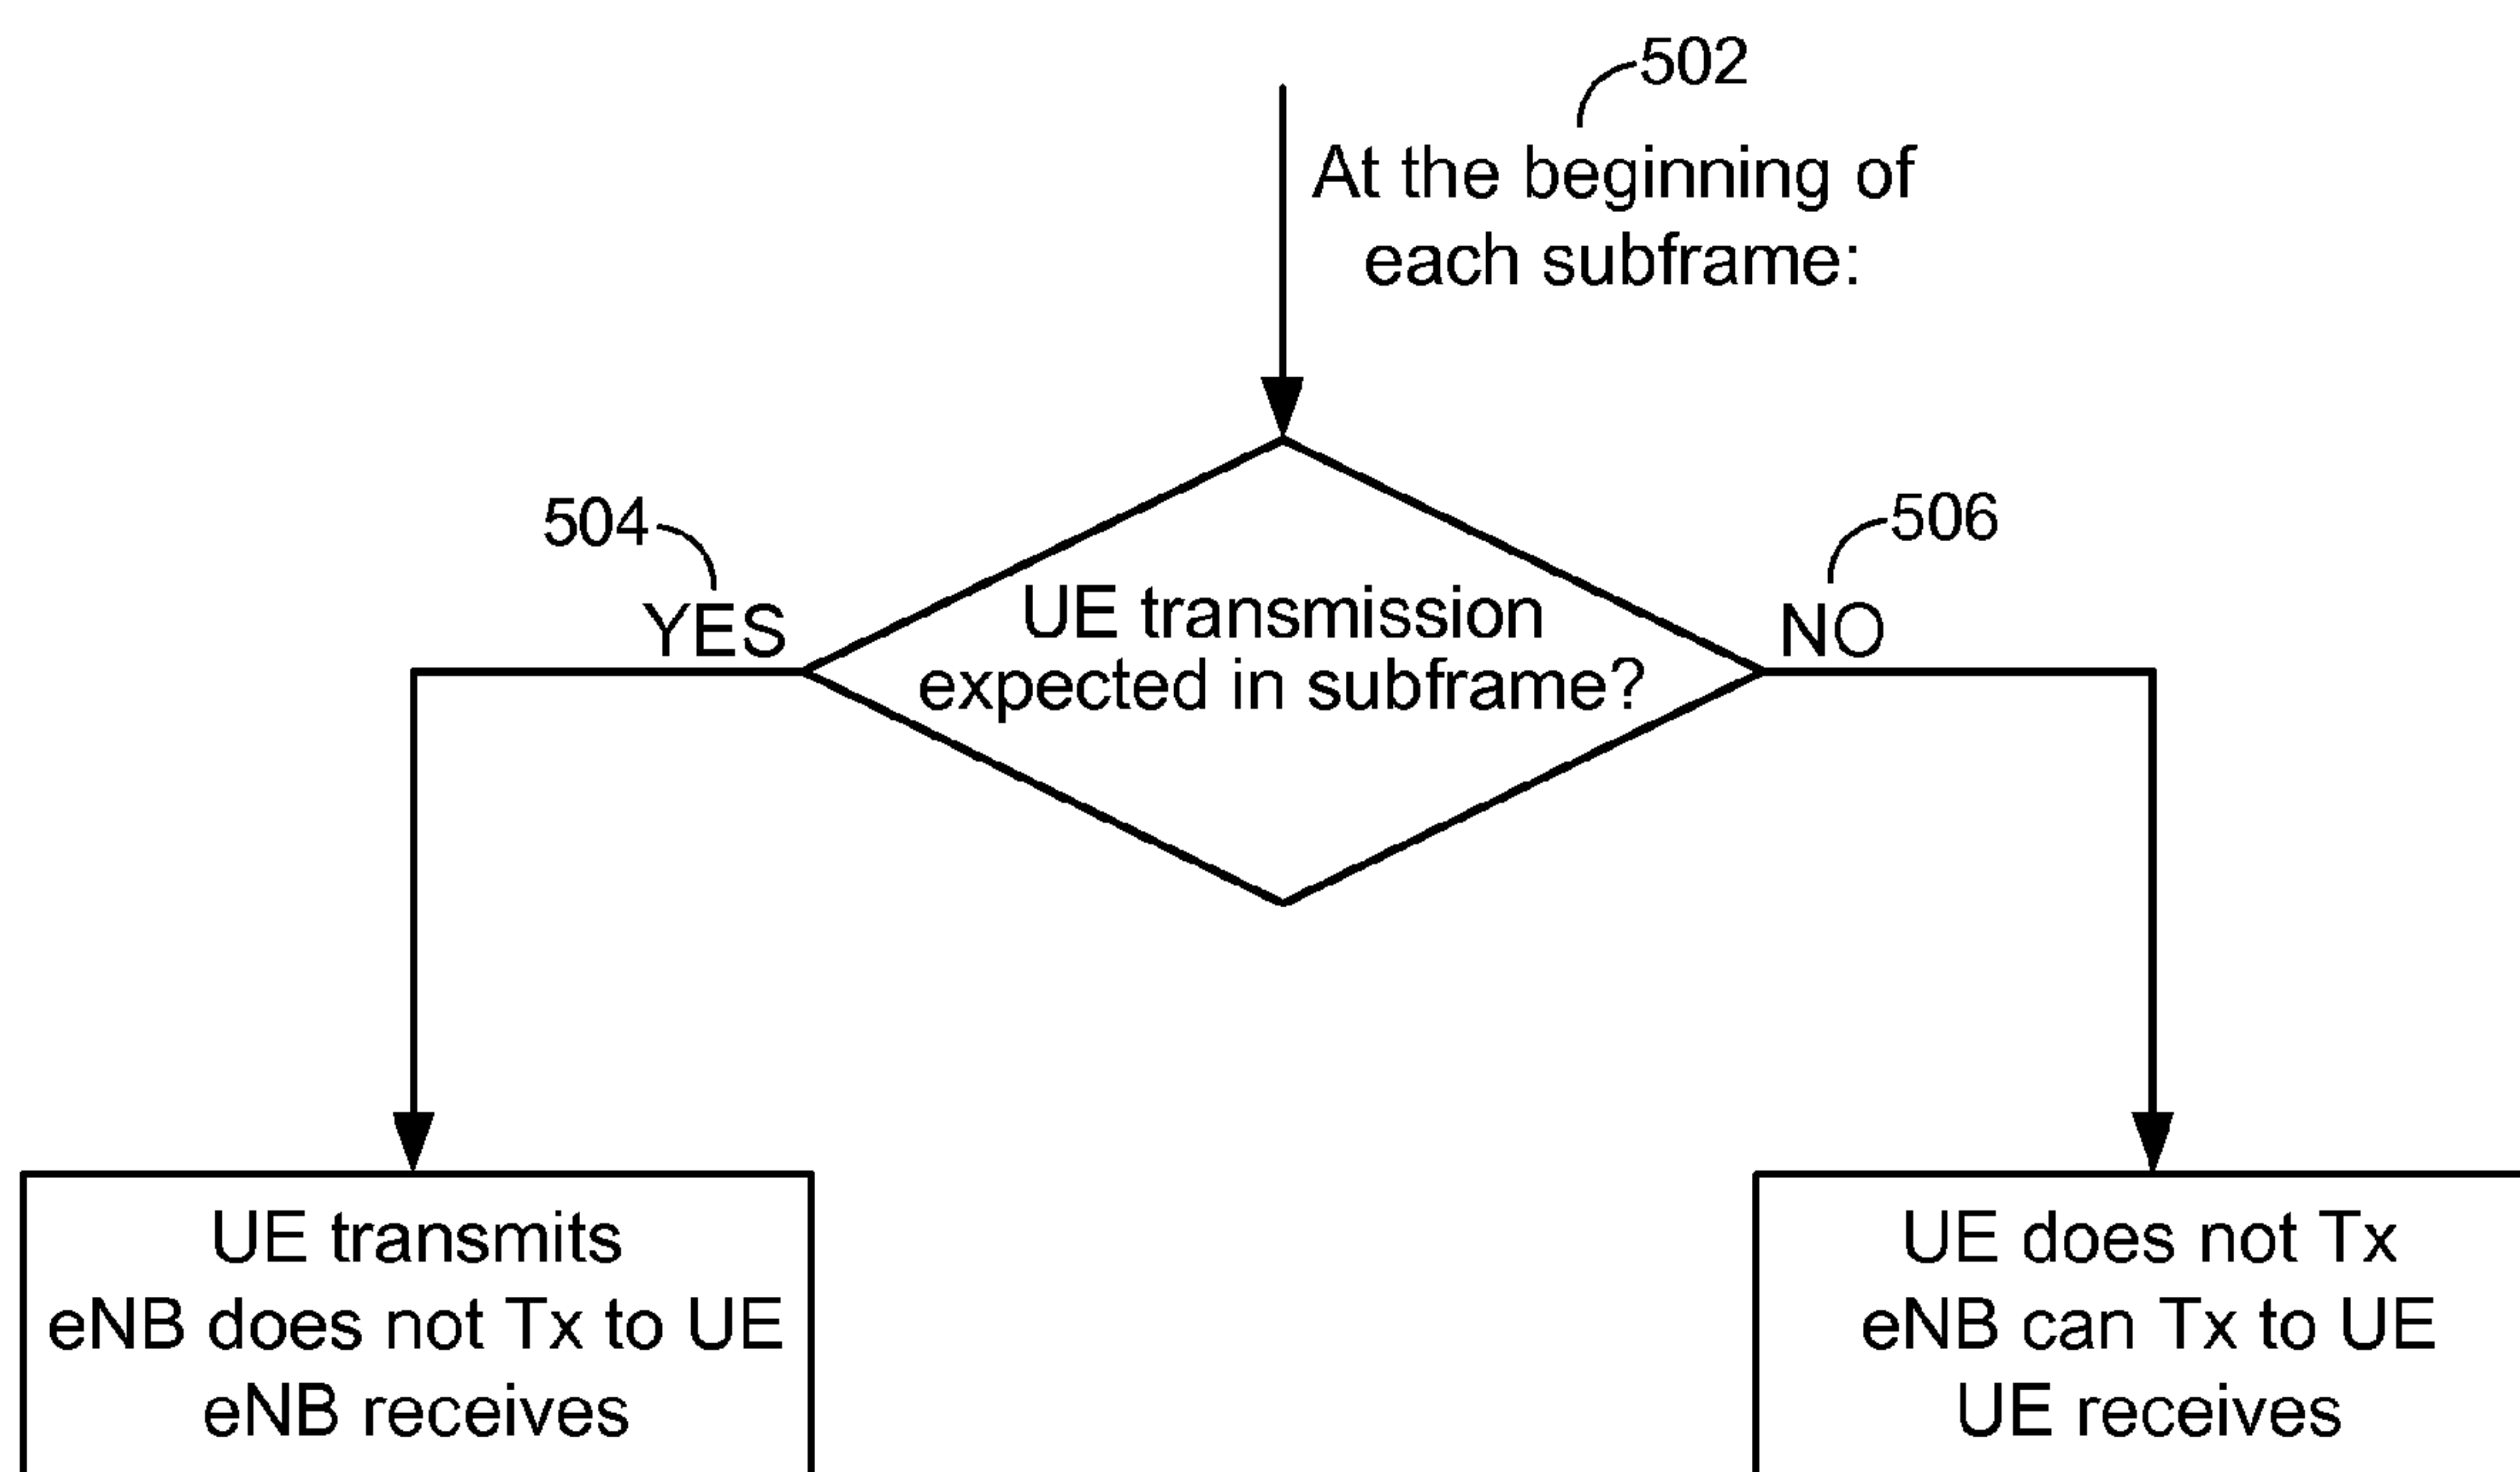 502
At the beginning of
each subframe:
504
506
YES
NO
UE transmission
expected in subframe?
UE transmits
eNB does not Tx to UE
eNB receives
UE does not Tx
eNB can Tx to UE
UE receives